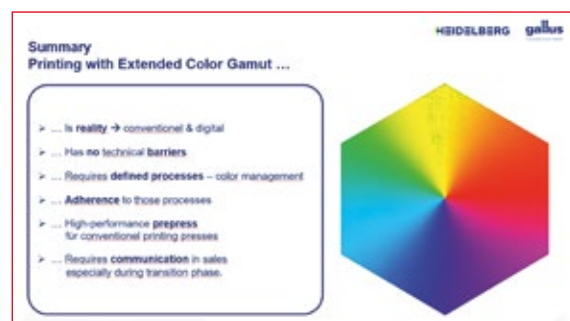 HEIDELBERG gallus
Summary
Printing with Extended Color Gamut ...
➢ ... Is reality → conventionel & digital
➢ ... Has no technical barriers
➢ ... Requires defined processes – color management
➢ ... Adherence to those processes
➢ ... High-performance prepress
für conventionel printing presses
➢ ... Requires communication in sales
especially during transition phase.